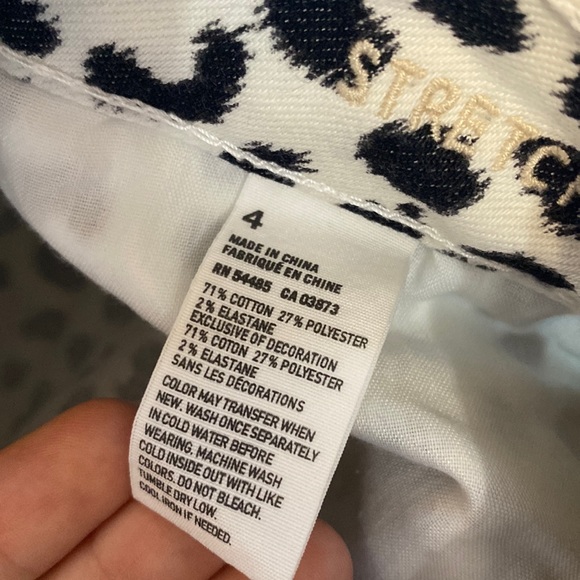 STRETCH
4
MADE IN CHINA
FABRIQUÉ EN CHINE
RN 54485 CA 03873
71% COTTON 27% POLYESTER
2% ELASTANE
EXCLUSIVE OF DECORATION
71% COTON 27% POLYESTER
2% ELASTANE
SANS LES DÉCORATIONS
COLOR MAY TRANSFER WHEN
NEW. WASH ONCE SEPARATELY
IN COLD WATER BEFORE
WEARING. MACHINE WASH
COLD INSIDE OUT WITH LIKE
COLORS. DO NOT BLEACH.
TUMBLE DRY LOW.
COOL IRON IF NEEDED.